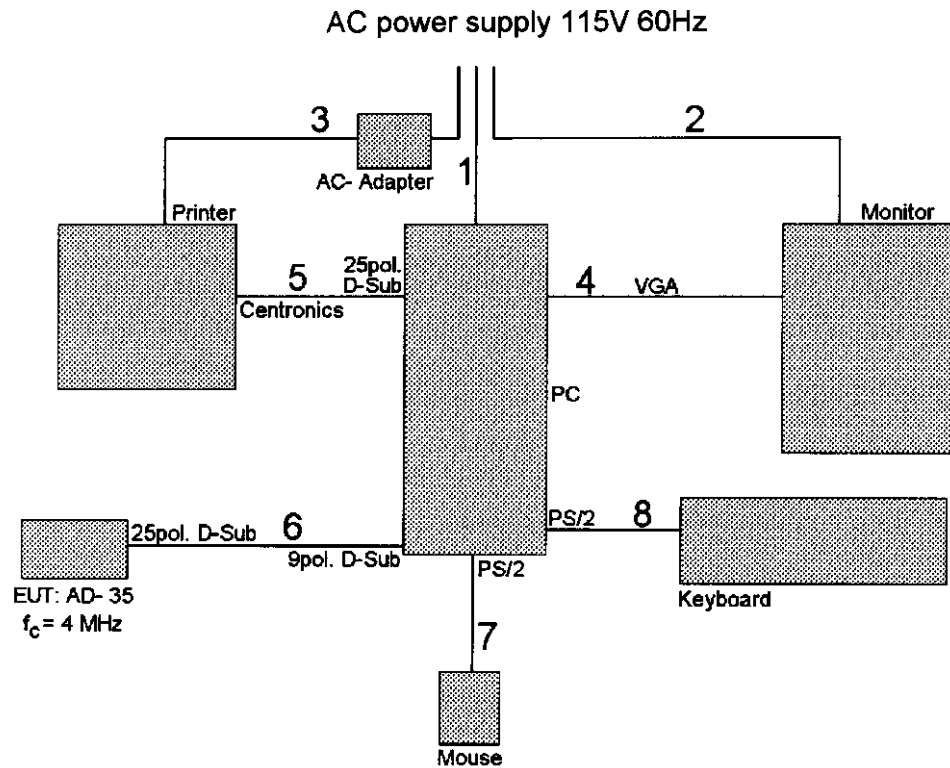 AC power supply 115V 60Hz
3
2
1
AC- Adapter
Printer
Monitor
25pol.
D-Sub
5
Centronics
4
VGA
PC
25pol. D-Sub
6
9pol. D-Sub
PS/2
8
PS/2
Keyboard
EUT: AD- 35
fc = 4 MHz
7
Mouse